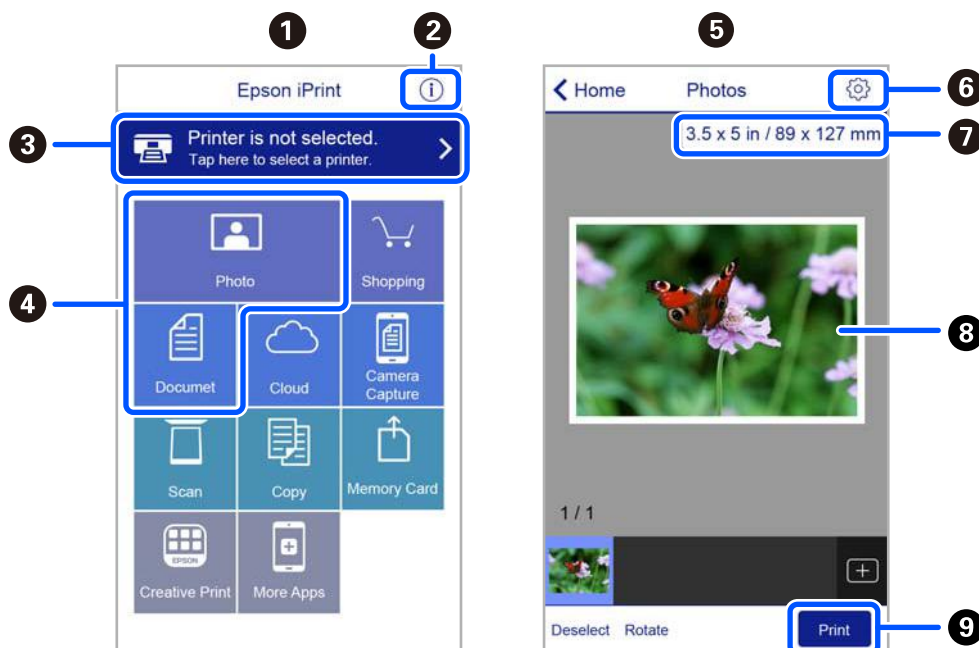 1
2
Epson iPrint
3
Printer is not selected.
Tap here to select a printer.
4
Photo
Shopping
Documet
Cloud
Camera
Capture
Scan
Copy
Memory Card
EPSON
Creative Print
More Apps
5
Home
Photos
6
3.5 x 5 in / 89 x 127 mm
7
8
1 / 1
Deselect
Rotate
Print
9